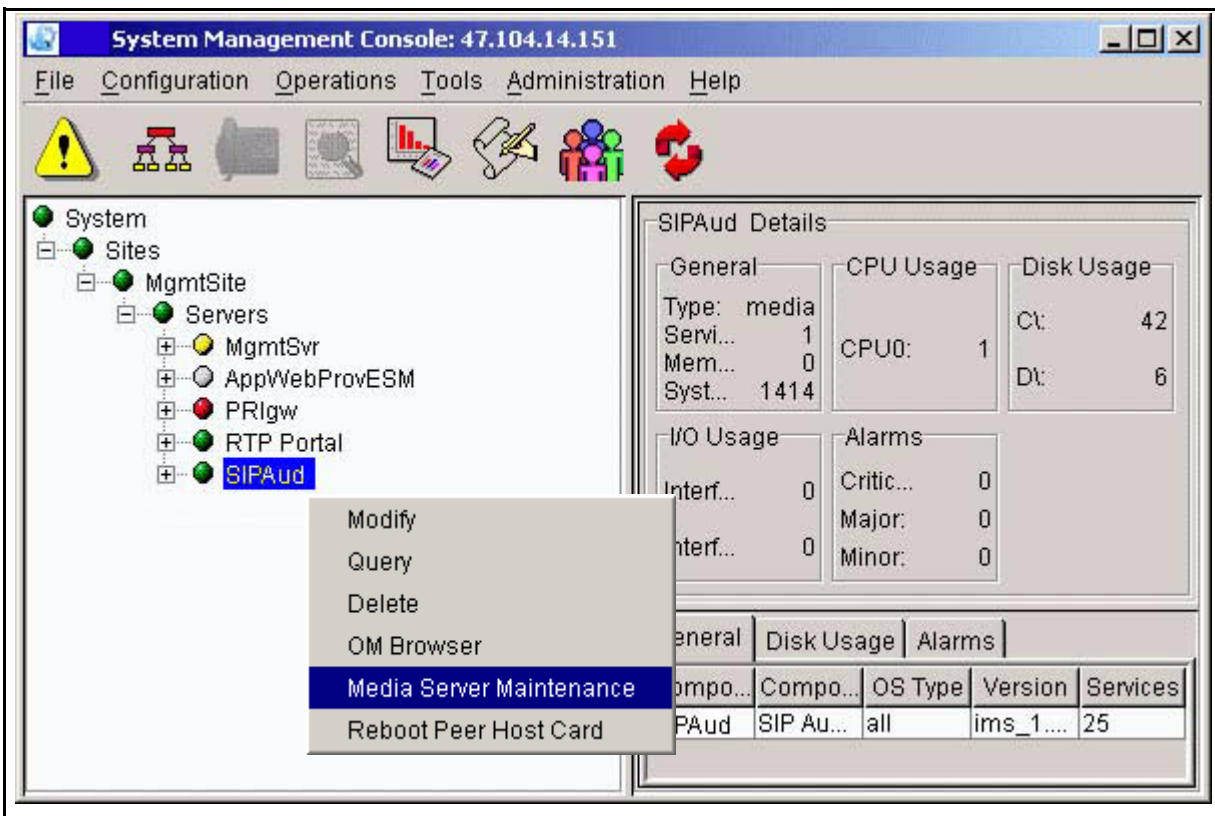 System Management Console: 47.104.14.151
File Configuration Operations Tools Administration Help
System
Sites
MgmtSite
Servers
MgmtSvr
AppWebProvESM
PRIgw
RTP Portal
SIPAud
Modify
Query
Delete
OM Browser
Media Server Maintenance
Reboot Peer Host Card
SIPAud Details
General
Type: media
Servi... 1
Mem... 0
Syst... 1414
CPU Usage
CPU0: 1
Disk Usage
C\: 42
D\: 6
I/O Usage
Interf... 0
nterf... 0
Alarms
Critic... 0
Major: 0
Minor: 0
eneral Disk Usage Alarms
ompo... Compo... OS Type Version Services
PAud SIP Au... all ims_1.... 25